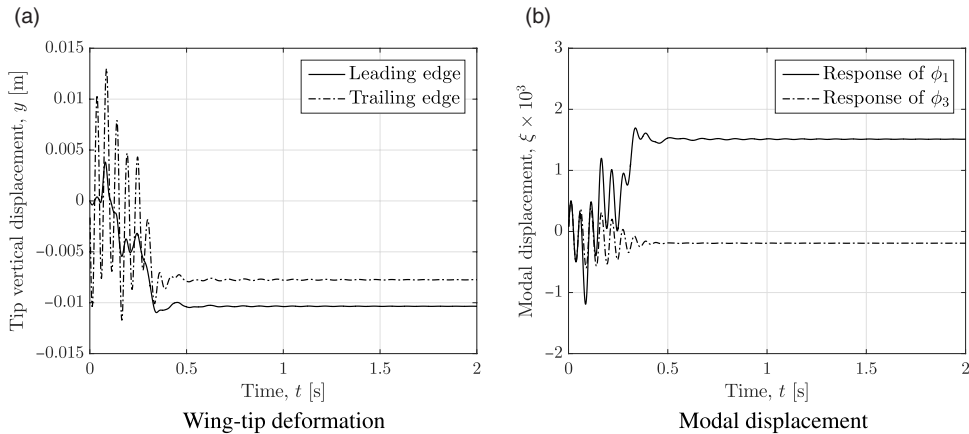 (a)
Tip vertical displacement, y [m]
0.015
0.01
0.005
0
−0.005
−0.01
−0.015
Leading edge
Trailing edge
0
0.5
1
1.5
2
Time, t [s]
Wing-tip deformation
(b)
Modal displacement, ξ × 10³
3
2
1
0
−1
−2
Response of ϕ₁
Response of ϕ₃
0
0.5
1
1.5
2
Time, t [s]
Modal displacement